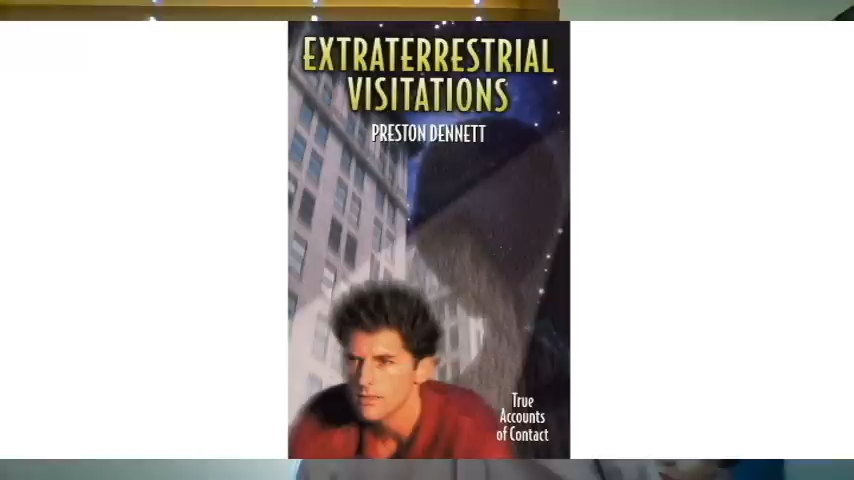 EXTRATERRESTRIAL
VISITATIONS
PRESTON DENNETT
True
Accounts
of Contact